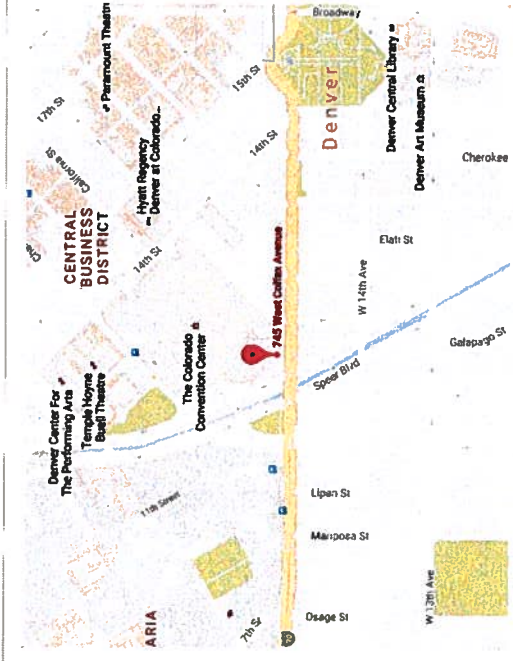 Broadway
Paramount Theatr
17th St
15th St
California St
Hyatt Regency
Denver at Colorado...
14th St
Denver
Denver Central Library
Denver Art Museum
Cherokee
CENTRAL
BUSINESS
DISTRICT
14th St
Elati St
W 14th Ave
745 West Colfax Avenue
The Colorado
Convention Center
Galapago St
Speer Blvd
Denver Center For
The Performing Arts
Temple Hoyne
Buell Theatre
11th Street
Lipan St
Mariposa St
Osage St
W 13th Ave
7th St
ARIA